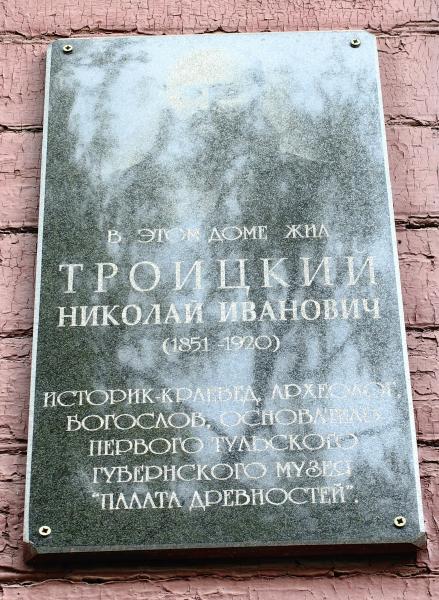 В ЭТОМ ДОМЕ ЖИЛ
ТРОИЦКИЙ
НИКОЛАЙ ИВАНОВИЧ
(1851 -1920)
ИСТОРИК-КРАЕВЕД, АРХЕОЛОГ,
БОГОСЛОВ, ОСНОВАТЕЛЬ
ПЕРВОГО ТУЛЬСКОГО
ГУБЕРНСКОГО МУЗЕЯ
"ПАЛАТА ДРЕВНОСТЕЙ".